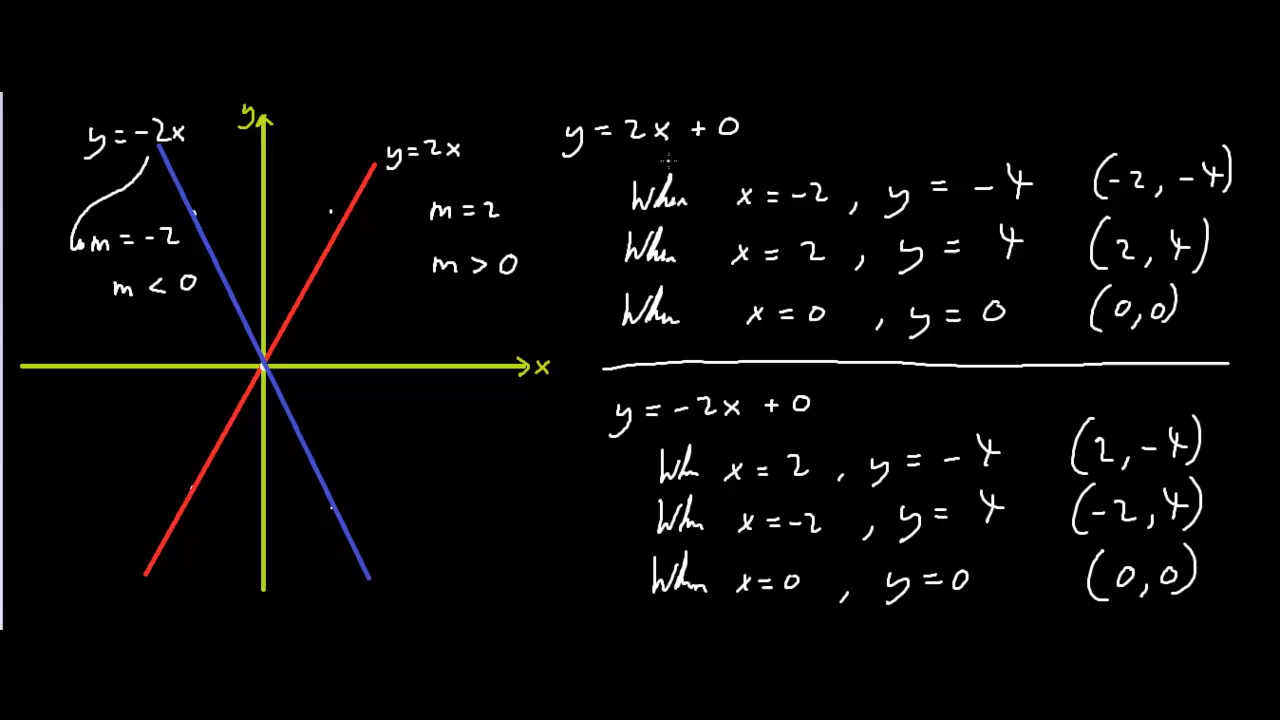 y = -2x
m = -2
m < 0
y
x
y = 2x
m = 2
m > 0
y = 2x + 0
When x = -2 , y = -4 (-2, -4)
When x = 2 , y = 4 (2, 4)
When x = 0 , y = 0 (0,0)
y = -2x + 0
Whn x = 2 , y = -4 (2, -4)
When x = -2 , y = 4 (-2, 4)
When x = 0 , y = 0 (0, 0)